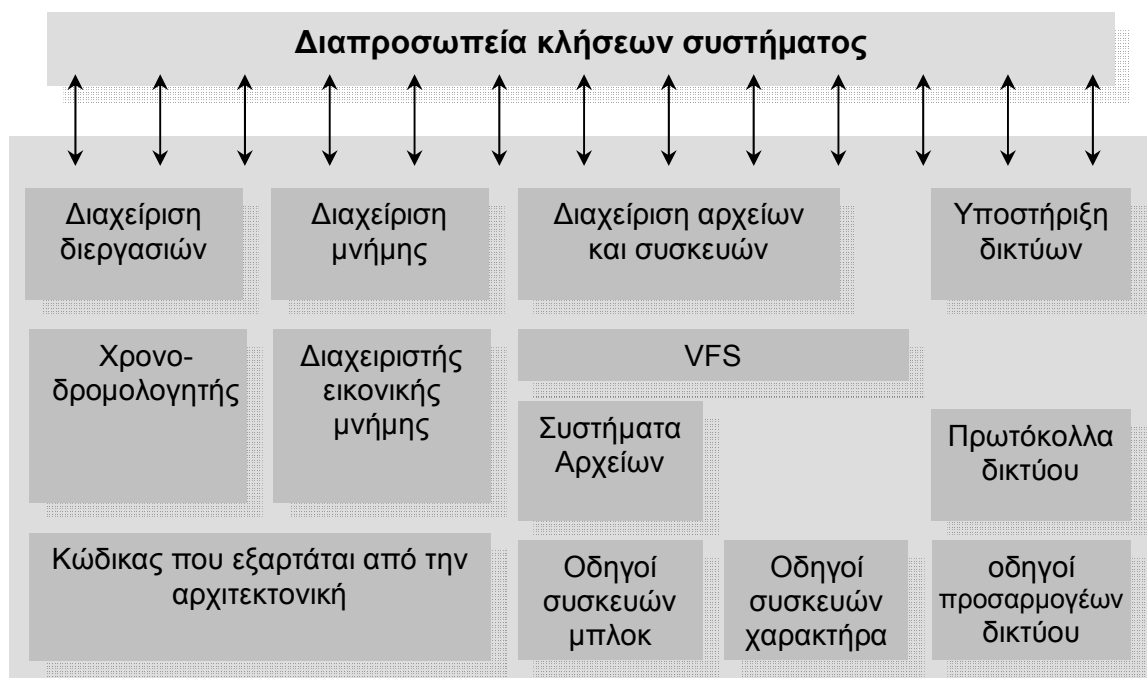 Διαπροσωπεία κλήσεων συστήματος
Διαχείριση
διεργασιών
Διαχείριση
μνήμης
Διαχείριση αρχείων
και συσκευών
Υποστήριξη
δικτύων
Χρονο-
δρομολογητής
Διαχειριστής
εικονικής
μνήμης
VFS
Συστήματα
Αρχείων
Πρωτόκολλα
δικτύου
Κώδικας που εξαρτάται από την
αρχιτεκτονική
Οδηγοί
συσκευών
μπλοκ
Οδηγοί
συσκευών
χαρακτήρα
οδηγοί
προσαρμογέων
δικτύου